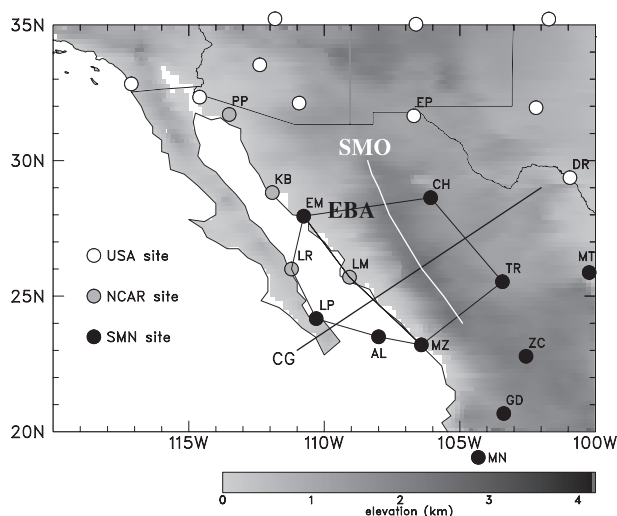 35N
PP
EP
SMO
30N
DR
KB
CH
EM
EBA
USA site
LR
LM
TR
MT
NCAR site
25N
LP
SMN site
AL
MZ
CG
ZC
GD
20N
115W 110W 105W 100W
MN
0 1 2 3 4
elevation (km)